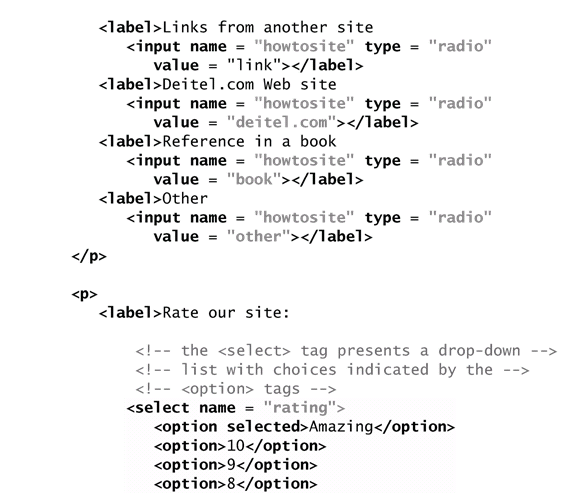 <label>Links from another site
<input name = "howtosite" type = "radio"
value = "link"></label>
<label>Deitel.com Web site
<input name = "howtosite" type = "radio"
value = "deitel.com"></label>
<label>Reference in a book
<input name = "howtosite" type = "radio"
value = "book"></label>
<label>Other
<input name = "howtosite" type = "radio"
value = "other"></label>
</p>
<p>
<label>Rate our site:
<!-- the <select> tag presents a drop-down -->
<!-- list with choices indicated by the -->
<!-- <option> tags -->
<select name = "rating">
<option selected>Amazing</option>
<option>10</option>
<option>9</option>
<option>8</option>